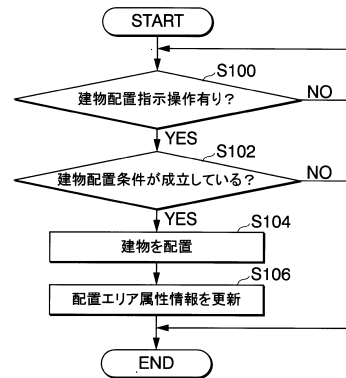 START
S100
建物配置指示操作有り？
NO
YES
S102
建物配置条件が成立している？
NO
YES
S104
建物を配置
S106
配置エリア属性情報を更新
END